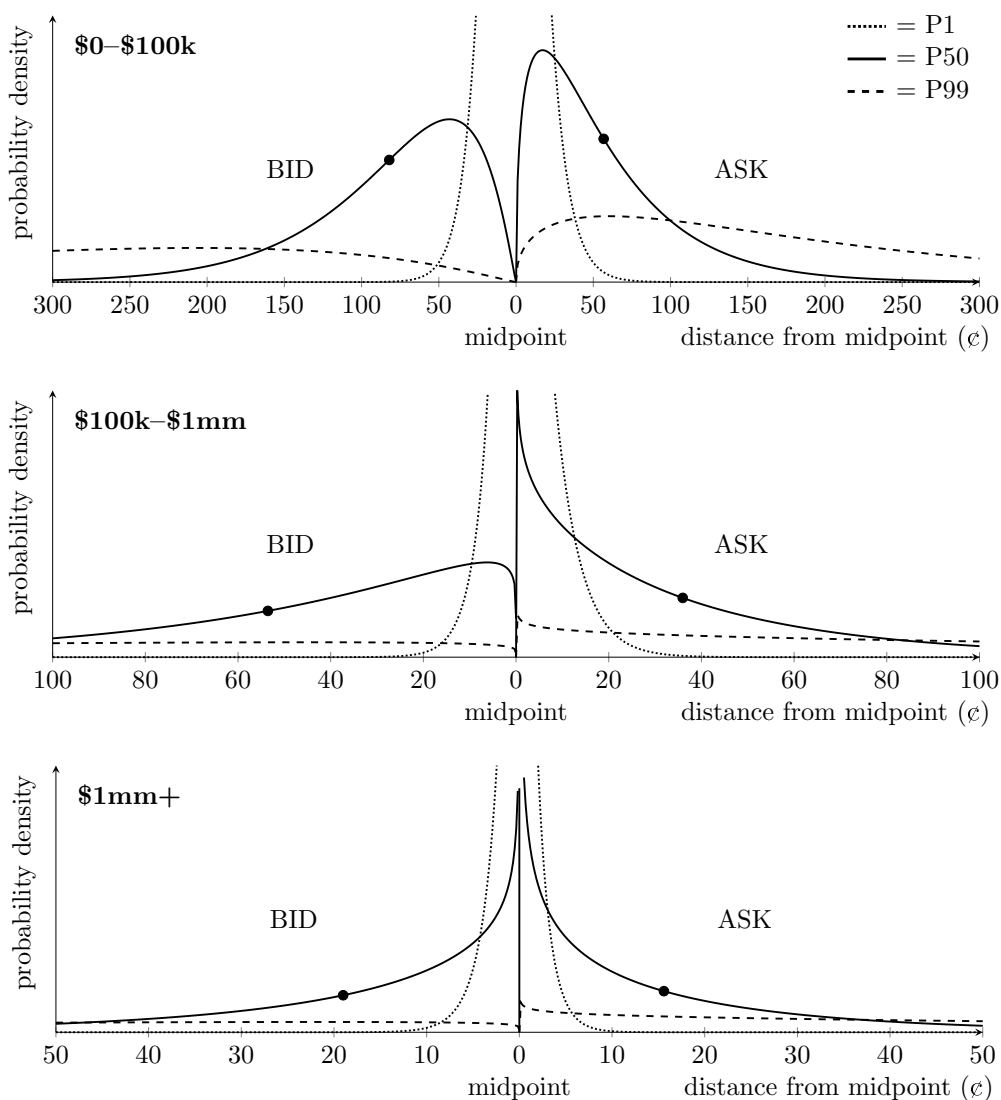 $0–$100k
= P1
= P50
= P99
probability density
BID
ASK
300 250 200 150 100 50 0 50 100 150 200 250 300
midpoint
distance from midpoint (¢)
$100k–$1mm
probability density
BID
ASK
100 80 60 40 20 0 20 40 60 80 100
midpoint
distance from midpoint (¢)
$1mm+
probability density
BID
ASK
50 40 30 20 10 0 10 20 30 40 50
midpoint
distance from midpoint (¢)